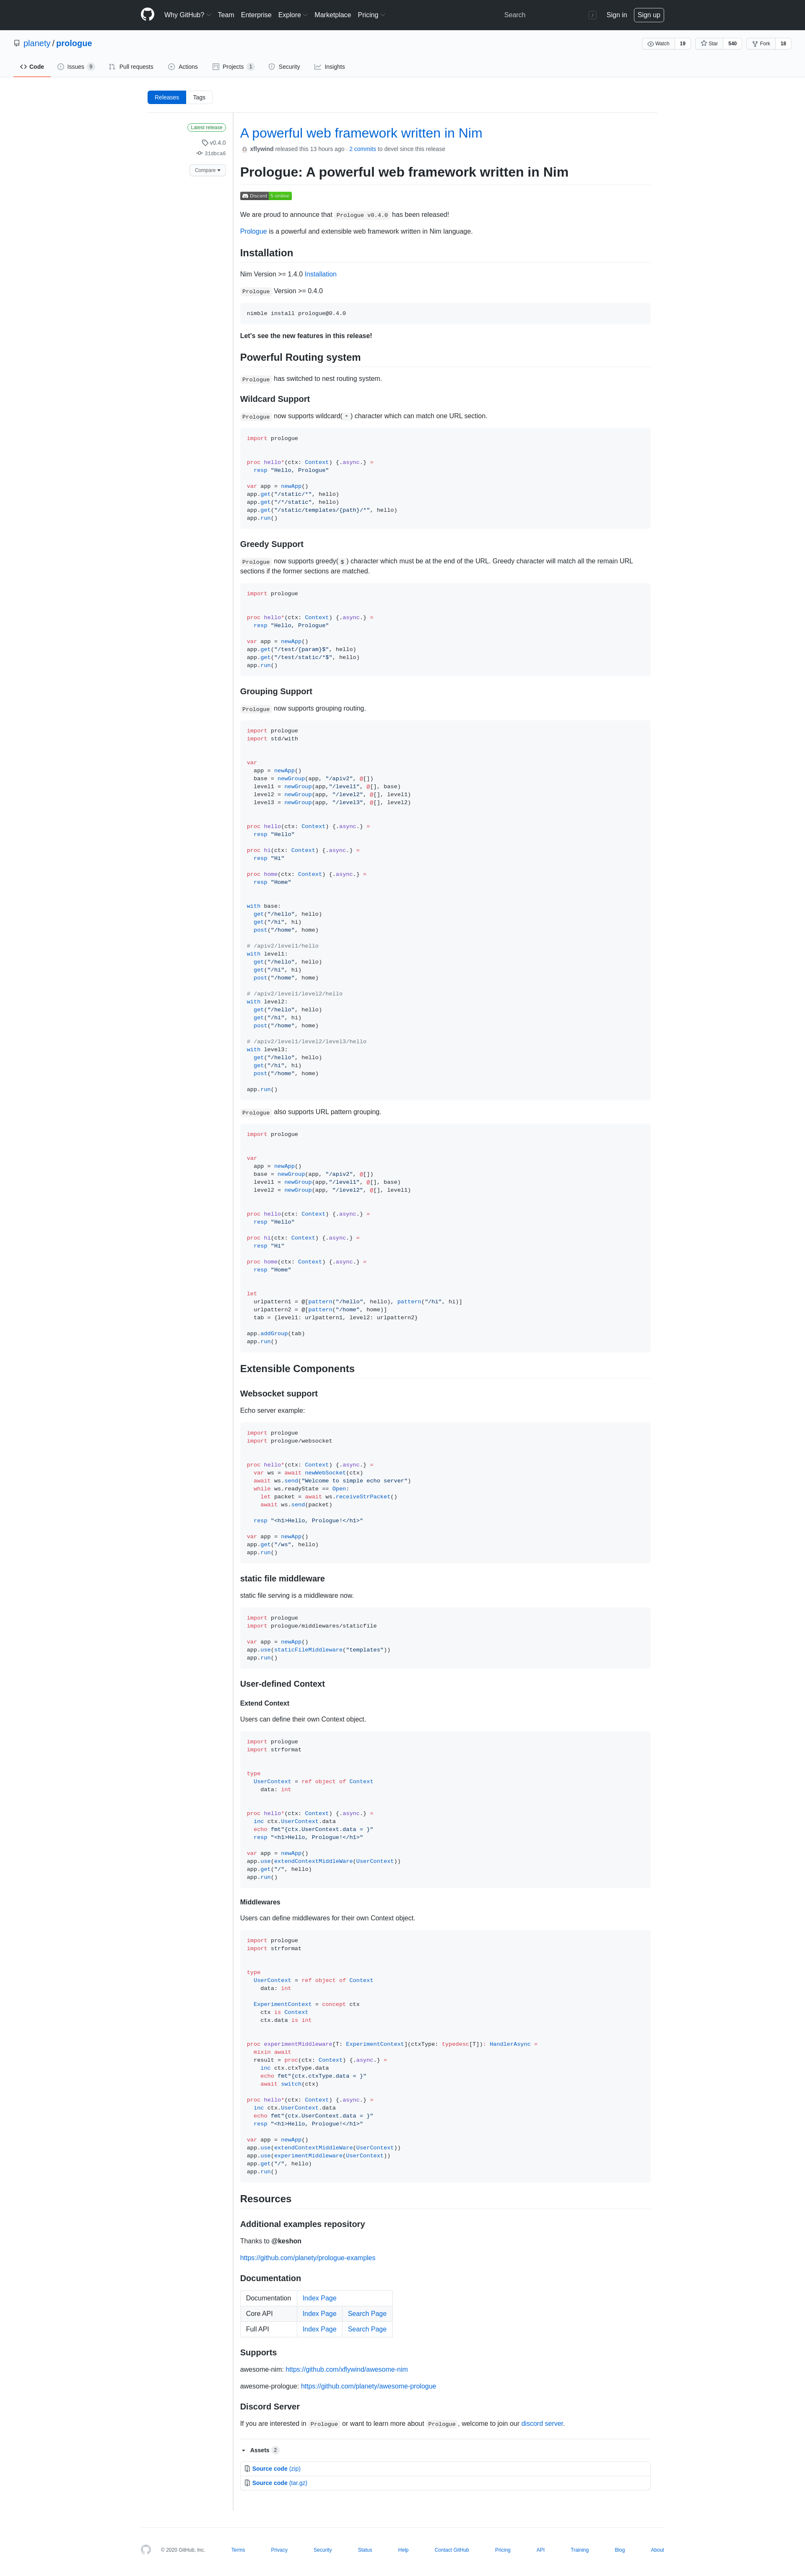 Why GitHub? Team Enterprise Explore Marketplace Pricing Search / Sign in Sign up
planety / prologue Watch 19 Star 540 Fork 18
Code Issues 9 Pull requests Actions Projects 1 Security Insights
Releases Tags
Latest release
v0.4.0
31dbca6
Compare
A powerful web framework written in Nim
xflywind released this 13 hours ago · 2 commits to devel since this release
Prologue: A powerful web framework written in Nim
Discord 5 online
We are proud to announce that Prologue v0.4.0 has been released!
Prologue is a powerful and extensible web framework written in Nim language.
Installation
Nim Version >= 1.4.0 Installation
Prologue Version >= 0.4.0
nimble install prologue@0.4.0
Let's see the new features in this release!
Powerful Routing system
Prologue has switched to nest routing system.
Wildcard Support
Prologue now supports wildcard( * ) character which can match one URL section.
import prologue
proc hello*(ctx: Context) {.async.} =
  resp "Hello, Prologue"
var app = newApp()
app.get("/static/*", hello)
app.get("/*/static", hello)
app.get("/static/templates/{path}/*", hello)
app.run()
Greedy Support
Prologue now supports greedy( $ ) character which must be at the end of the URL. Greedy character will match all the remain URL
sections if the former sections are matched.
import prologue
proc hello*(ctx: Context) {.async.} =
  resp "Hello, Prologue"
var app = newApp()
app.get("/test/{param}$", hello)
app.get("/test/static/*$", hello)
app.run()
Grouping Support
Prologue now supports grouping routing.
import prologue
import std/with
var
  app = newApp()
  base = newGroup(app, "/apiv2", @[])
  level1 = newGroup(app,"/level1", @[], base)
  level2 = newGroup(app, "/level2", @[], level1)
  level3 = newGroup(app, "/level3", @[], level2)
proc hello(ctx: Context) {.async.} =
  resp "Hello"
proc hi(ctx: Context) {.async.} =
  resp "Hi"
proc home(ctx: Context) {.async.} =
  resp "Home"
with base:
  get("/hello", hello)
  get("/hi", hi)
  post("/home", home)
# /apiv2/level1/hello
with level1:
  get("/hello", hello)
  get("/hi", hi)
  post("/home", home)
# /apiv2/level1/level2/hello
with level2:
  get("/hello", hello)
  get("/hi", hi)
  post("/home", home)
# /apiv2/level1/level2/level3/hello
with level3:
  get("/hello", hello)
  get("/hi", hi)
  post("/home", home)
app.run()
Prologue also supports URL pattern grouping.
import prologue
var
  app = newApp()
  base = newGroup(app, "/apiv2", @[])
  level1 = newGroup(app,"/level1", @[], base)
  level2 = newGroup(app, "/level2", @[], level1)
proc hello(ctx: Context) {.async.} =
  resp "Hello"
proc hi(ctx: Context) {.async.} =
  resp "Hi"
proc home(ctx: Context) {.async.} =
  resp "Home"
let
  urlpattern1 = @[pattern("/hello", hello), pattern("/hi", hi)]
  urlpattern2 = @[pattern("/home", home)]
  tab = {level1: urlpattern1, level2: urlpattern2}
app.addGroup(tab)
app.run()
Extensible Components
Websocket support
Echo server example:
import prologue
import prologue/websocket
proc hello*(ctx: Context) {.async.} =
  var ws = await newWebSocket(ctx)
  await ws.send("Welcome to simple echo server")
  while ws.readyState == Open:
    let packet = await ws.receiveStrPacket()
    await ws.send(packet)
  resp "<h1>Hello, Prologue!</h1>"
var app = newApp()
app.get("/ws", hello)
app.run()
static file middleware
static file serving is a middleware now.
import prologue
import prologue/middlewares/staticfile
var app = newApp()
app.use(staticFileMiddleware("templates"))
app.run()
User-defined Context
Extend Context
Users can define their own Context object.
import prologue
import strformat
type
  UserContext = ref object of Context
    data: int
proc hello*(ctx: Context) {.async.} =
  inc ctx.UserContext.data
  echo fmt"{ctx.UserContext.data = }"
  resp "<h1>Hello, Prologue!</h1>"
var app = newApp()
app.use(extendContextMiddleWare(UserContext))
app.get("/", hello)
app.run()
Middlewares
Users can define middlewares for their own Context object.
import prologue
import strformat
type
  UserContext = ref object of Context
    data: int
  ExperimentContext = concept ctx
    ctx is Context
    ctx.data is int
proc experimentMiddleware[T: ExperimentContext](ctxType: typedesc[T]): HandlerAsync =
  mixin await
  result = proc(ctx: Context) {.async.} =
    inc ctx.ctxType.data
    echo fmt"{ctx.ctxType.data = }"
    await switch(ctx)
proc hello*(ctx: Context) {.async.} =
  inc ctx.UserContext.data
  echo fmt"{ctx.UserContext.data = }"
  resp "<h1>Hello, Prologue!</h1>"
var app = newApp()
app.use(extendContextMiddleWare(UserContext))
app.use(experimentMiddleware(UserContext))
app.get("/", hello)
app.run()
Resources
Additional examples repository
Thanks to @keshon
https://github.com/planety/prologue-examples
Documentation
Documentation Index Page
Core API Index Page Search Page
Full API Index Page Search Page
Supports
awesome-nim: https://github.com/xflywind/awesome-nim
awesome-prologue: https://github.com/planety/awesome-prologue
Discord Server
If you are interested in Prologue or want to learn more about Prologue, welcome to join our discord server.
Assets 2
Source code (zip)
Source code (tar.gz)
© 2020 GitHub, Inc. Terms Privacy Security Status Help Contact GitHub Pricing API Training Blog About